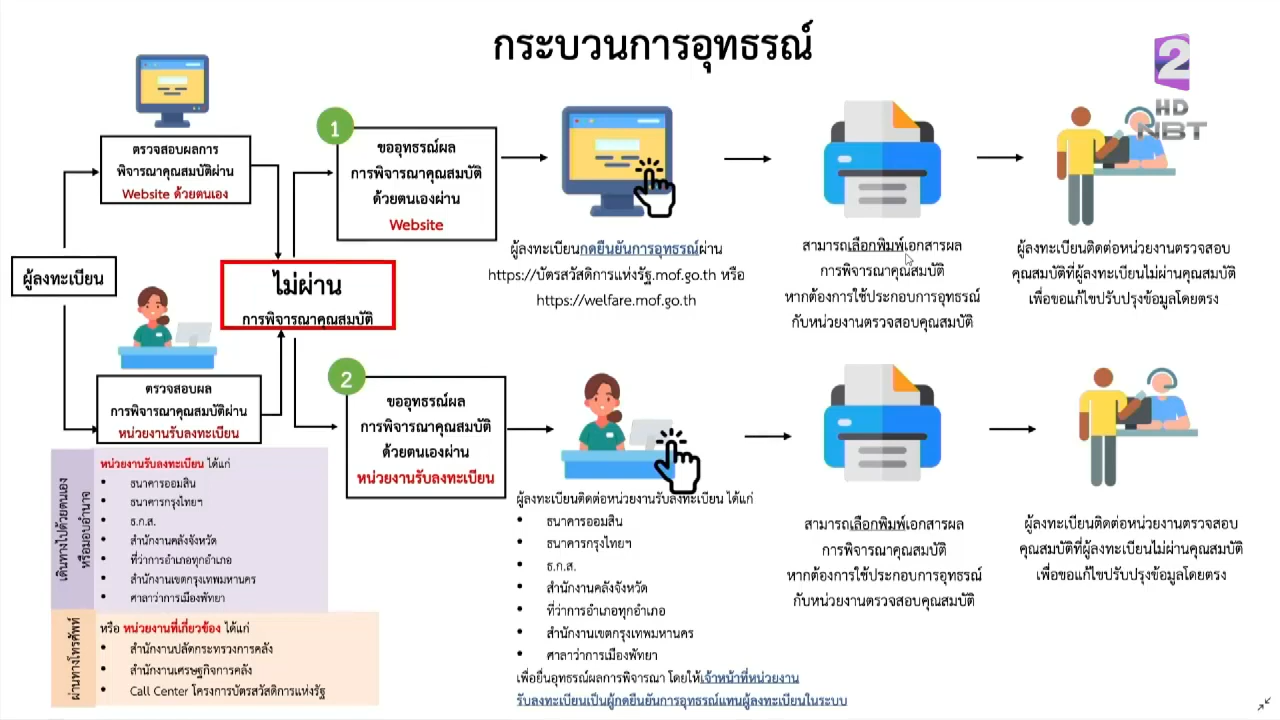 กระบวนการอุทธรณ์
2
HD
NBT
ตรวจสอบผลการ
พิจารณาคุณสมบัติผ่าน
Website ด้วยตนเอง
ผู้ลงทะเบียน
ตรวจสอบผล
การพิจารณาคุณสมบัติผ่าน
หน่วยงานรับลงทะเบียน
ไม่ผ่าน
การพิจารณาคุณสมบัติ
1
ขออุทธรณ์ผล
การพิจารณาคุณสมบัติ
ด้วยตนเองผ่าน
Website
ผู้ลงทะเบียนกดยืนยันการอุทธรณ์ผ่าน
https://บัตรสวัสดิการแห่งรัฐ.mof.go.th หรือ
https://welfare.mof.go.th
สามารถเลือกพิมพ์เอกสารผล
การพิจารณาคุณสมบัติ
หากต้องการใช้ประกอบการอุทธรณ์
กับหน่วยงานตรวจสอบคุณสมบัติ
ผู้ลงทะเบียนติดต่อหน่วยงานตรวจสอบ
คุณสมบัติที่ผู้ลงทะเบียนไม่ผ่านคุณสมบัติ
เพื่อขอแก้ไขปรับปรุงข้อมูลโดยตรง
2
ขออุทธรณ์ผล
การพิจารณาคุณสมบัติ
ด้วยตนเองผ่าน
หน่วยงานรับลงทะเบียน
ผู้ลงทะเบียนติดต่อหน่วยงานรับลงทะเบียน ได้แก่
• ธนาคารออมสิน
• ธนาคารกรุงไทยฯ
• ธ.ก.ส.
• สำนักงานคลังจังหวัด
• ที่ว่าการอำเภอทุกอำเภอ
• สำนักงานเขตกรุงเทพมหานคร
• ศาลาว่าการเมืองพัทยา
เพื่อยื่นอุทธรณ์ผลการพิจารณา โดยให้เจ้าหน้าที่หน่วยงาน
รับลงทะเบียนเป็นผู้กดยืนยันการอุทธรณ์แทนผู้ลงทะเบียนในระบบ
สามารถเลือกพิมพ์เอกสารผล
การพิจารณาคุณสมบัติ
หากต้องการใช้ประกอบการอุทธรณ์
กับหน่วยงานตรวจสอบคุณสมบัติ
ผู้ลงทะเบียนติดต่อหน่วยงานตรวจสอบ
คุณสมบัติที่ผู้ลงทะเบียนไม่ผ่านคุณสมบัติ
เพื่อขอแก้ไขปรับปรุงข้อมูลโดยตรง
เดินทางไปด้วยตนเอง
หรือมอบอำนาจ
หน่วยงานรับลงทะเบียน ได้แก่
• ธนาคารออมสิน
• ธนาคารกรุงไทยฯ
• ธ.ก.ส.
• สำนักงานคลังจังหวัด
• ที่ว่าการอำเภอทุกอำเภอ
• สำนักงานเขตกรุงเทพมหานคร
• ศาลาว่าการเมืองพัทยา
ผ่านทางโทรศัพท์
หรือ หน่วยงานที่เกี่ยวข้อง ได้แก่
• สำนักงานปลัดกระทรวงการคลัง
• สำนักงานเศรษฐกิจการคลัง
• Call Center โครงการบัตรสวัสดิการแห่งรัฐ